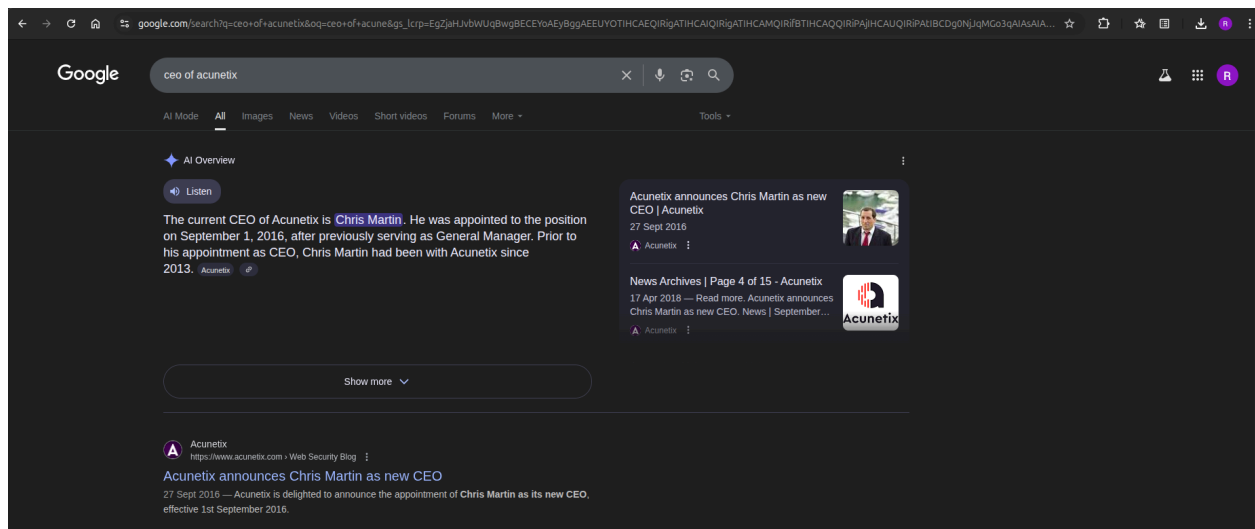 google.com/search?q=ceo+of+acunetix&oq=ceo+of+acune&gs_lcrp=
R
Google
ceo of acunetix
R
AI Mode All Images News Videos Short videos Forums More Tools
AI Overview
Listen
The current CEO of Acunetix is Chris Martin. He was appointed to the position
on September 1, 2016, after previously serving as General Manager. Prior to
his appointment as CEO, Chris Martin had been with Acunetix since
2013. Acunetix
Acunetix announces Chris Martin as new
CEO | Acunetix
27 Sept 2016
A Acunetix
News Archives | Page 4 of 15 - Acunetix
17 Apr 2018 — Read more. Acunetix announces
Chris Martin as new CEO. News | September...
A Acunetix
Acunetix
Show more
A
Acunetix
https://www.acunetix.com › Web Security Blog
Acunetix announces Chris Martin as new CEO
27 Sept 2016 — Acunetix is delighted to announce the appointment of Chris Martin as its new CEO,
effective 1st September 2016.